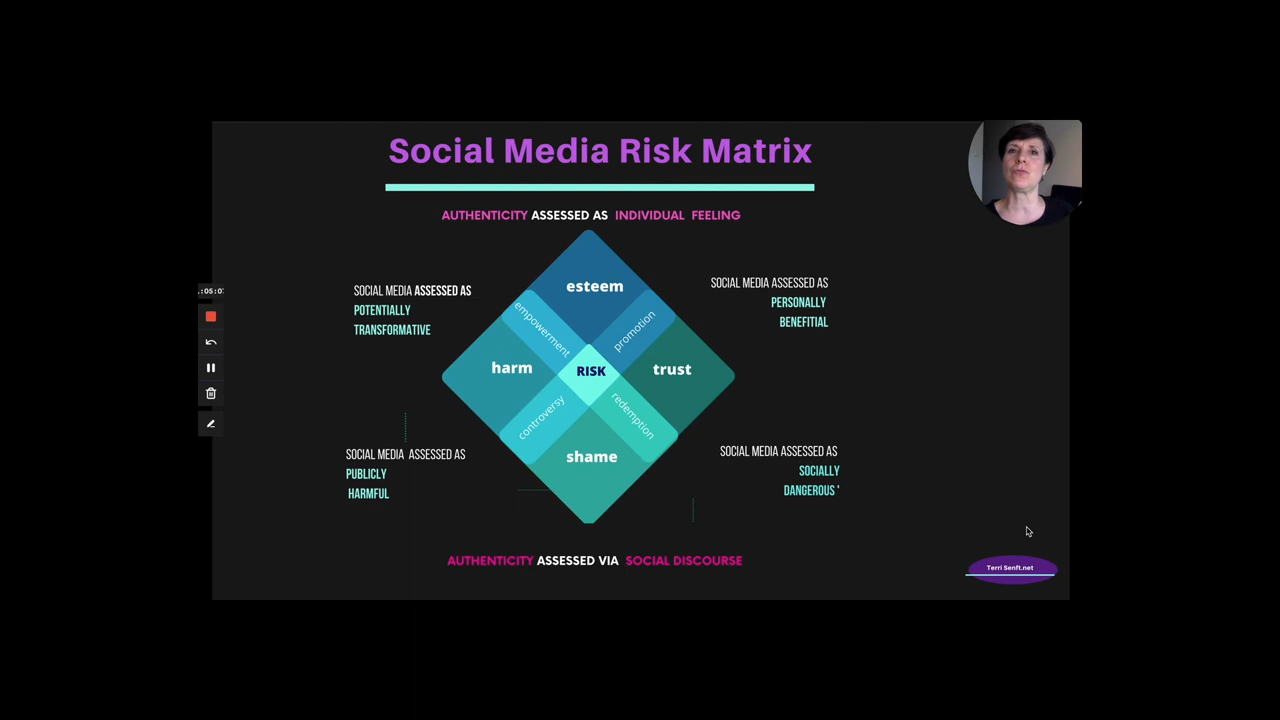 Social Media Risk Matrix
AUTHENTICITY ASSESSED AS INDIVIDUAL FEELING
SOCIAL MEDIA ASSESSED AS
POTENTIALLY
TRANSFORMATIVE
SOCIAL MEDIA ASSESSED AS
PERSONALLY
BENEFITIAL
esteem
empowerment
promotion
harm
RISK
trust
controversy
redemption
shame
SOCIAL MEDIA ASSESSED AS
PUBLICLY
HARMFUL
SOCIAL MEDIA ASSESSED AS
SOCIALLY
DANGEROUS '
AUTHENTICITY ASSESSED VIA SOCIAL DISCOURSE
Terri Senft.net